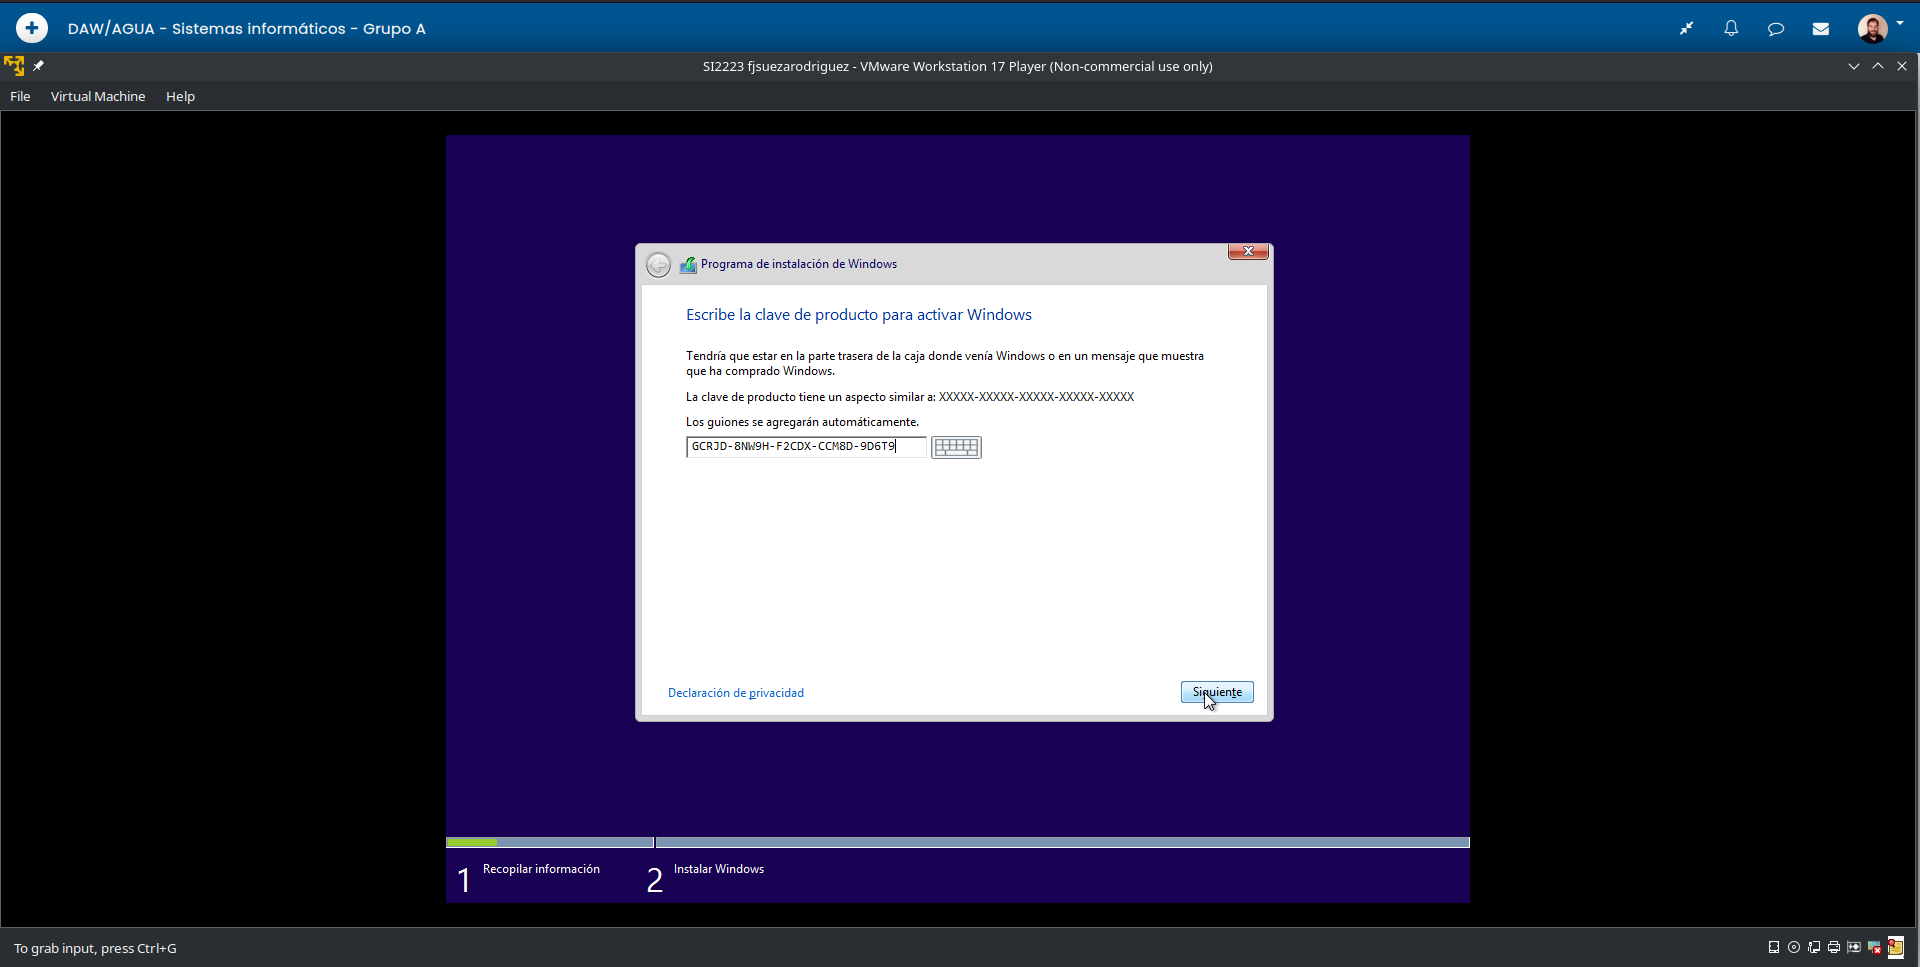 DAW/AGUA - Sistemas informáticos - Grupo A
SI2223 fjsuezarodriguez - VMware Workstation 17 Player (Non-commercial use only)
File Virtual Machine Help
Programa de instalación de Windows
Escribe la clave de producto para activar Windows
Tendría que estar en la parte trasera de la caja donde venía Windows o en un mensaje que muestra
que ha comprado Windows.
La clave de producto tiene un aspecto similar a: XXXXX-XXXXX-XXXXX-XXXXX-XXXXX
Los guiones se agregarán automáticamente.
GCRJD-8NW9H-F2CDX-CCM8D-9D6T9
Declaración de privacidad
Siguiente
1 Recopilar información
2 Instalar Windows
To grab input, press Ctrl+G